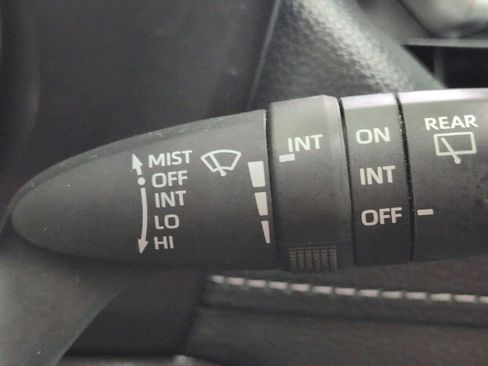 MIST
OFF
INT
LO
HI
INT
ON
INT
OFF
REAR